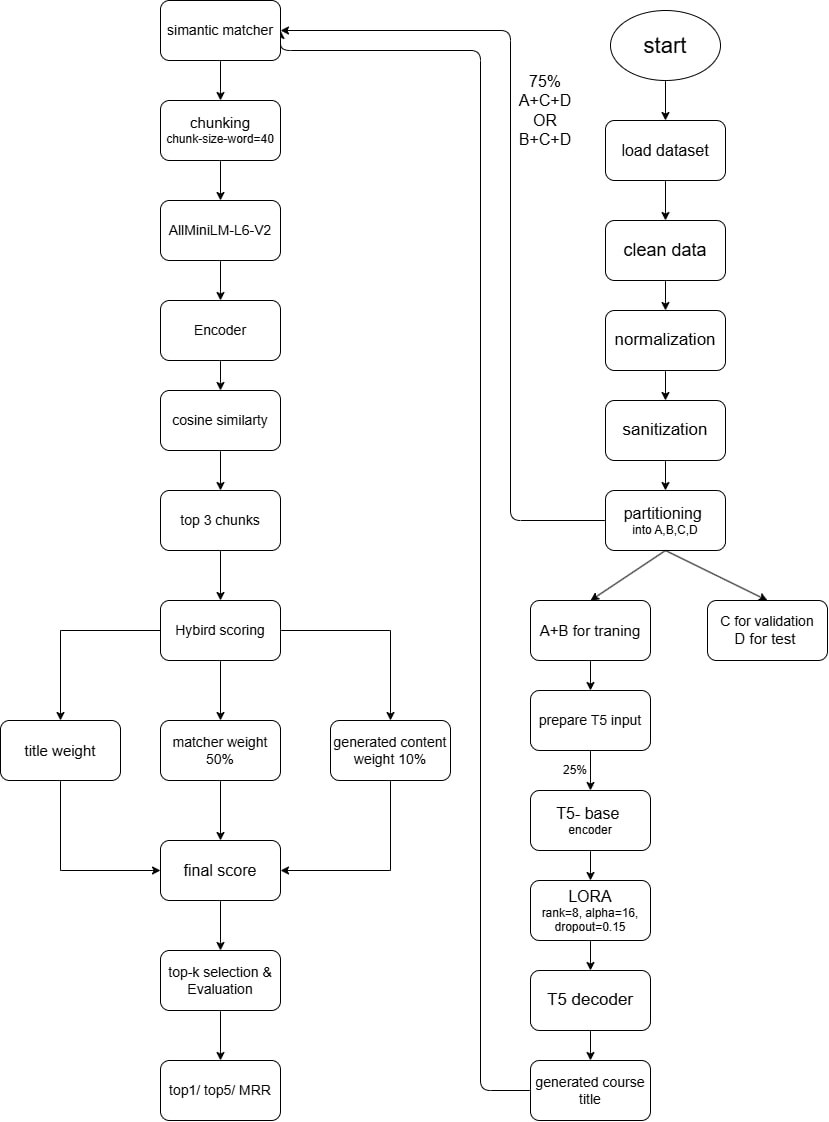 start
load dataset
clean data
normalization
sanitization
partitioning
into A,B,C,D
75%
A+C+D
OR
B+C+D
A+B for traning
C for validation
D for test
prepare T5 input
25%
T5- base
encoder
LORA
rank=8, alpha=16,
dropout=0.15
T5 decoder
generated course
title
simantic matcher
chunking
chunk-size-word=40
AllMiniLM-L6-V2
Encoder
cosine similarty
top 3 chunks
Hybird scoring
title weight
matcher weight
50%
generated content
weight 10%
final score
top-k selection &
Evaluation
top1/ top5/ MRR